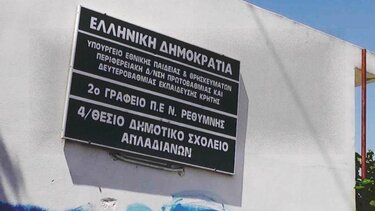 ΕΛΛΗΝΙΚΗ ΔΗΜΟΚΡΑΤΙΑ
ΥΠΟΥΡΓΕΙΟ ΕΘΝΙΚΗΣ ΠΑΙΔΕΙΑΣ & ΘΡΗΣΚΕΥΜΑΤΩΝ
ΠΕΡΙΦΕΡΕΙΑΚΗ Δ/ΝΣΗ ΠΡΩΤΟΒΑΘΜΙΑΣ ΚΑΙ
ΔΕΥΤΕΡΟΒΑΘΜΙΑΣ ΕΚΠΑΙΔΕΥΣΗΣ ΚΡΗΤΗΣ
2ο ΓΡΑΦΕΙΟ Π.Ε Ν. ΡΕΘΥΜΝΗΣ
4/ΘΕΣΙΟ ΔΗΜΟΤΙΚΟ ΣΧΟΛΕΙΟ
ΑΠΛΑΔΙΑΝΩΝ